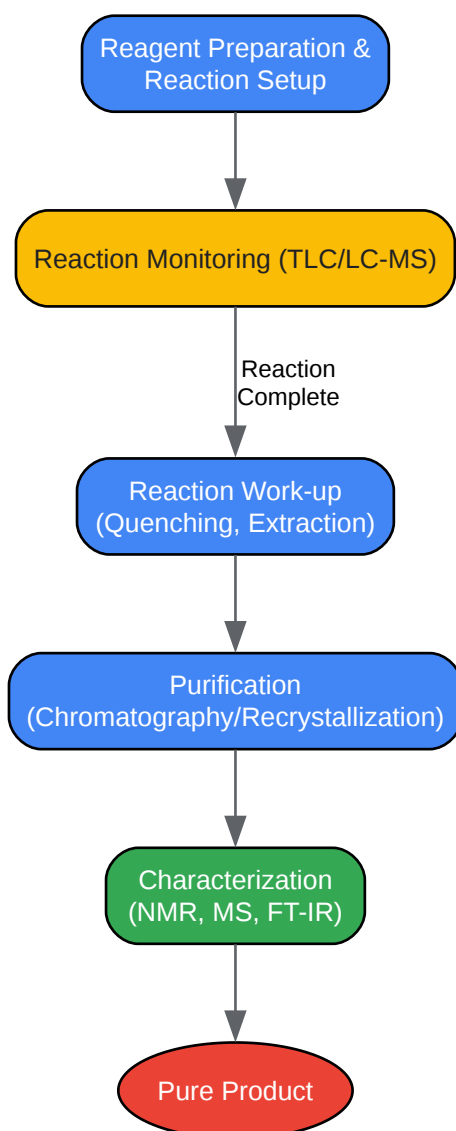 Reagent Preparation &
Reaction Setup
Reaction Monitoring (TLC/LC-MS)
Reaction
Complete
Reaction Work-up
(Quenching, Extraction)
Purification
(Chromatography/Recrystallization)
Characterization
(NMR, MS, FT-IR)
Pure Product